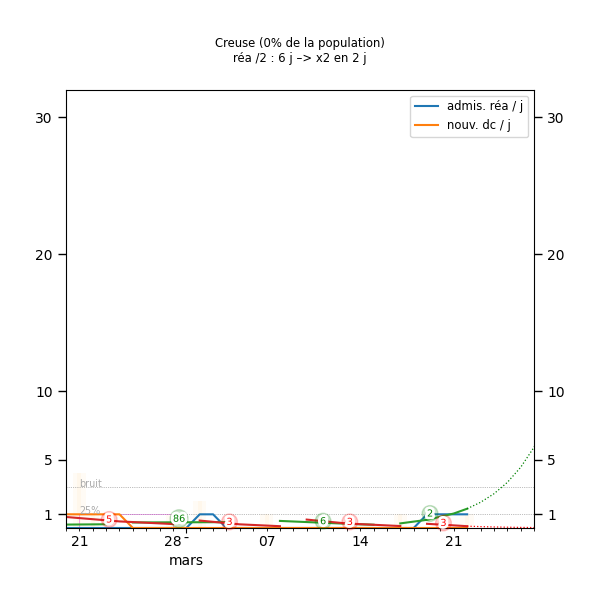 Creuse (0% de la population)
réa /2 : 6 j –> x2 en 2 j
admis. réa / j
nouv. dc / j
30 30
20 20
10 10
5 5
bruit
25%
1 1
5 86 3 6 3 2 3
21 28 - 07 14 21
mars